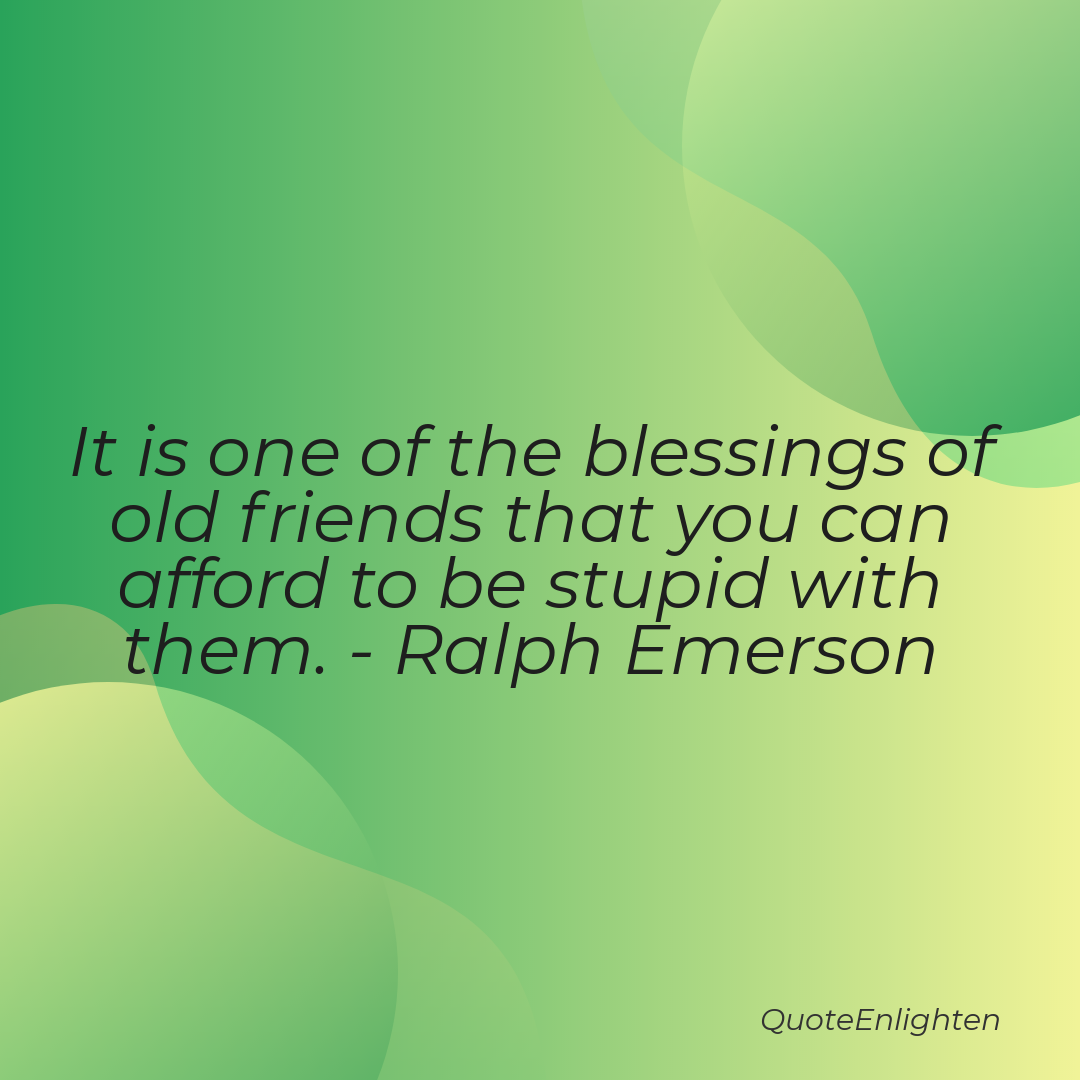 It is one of the blessings of
old friends that you can
afford to be stupid with
them. - Ralph Emerson
QuoteEnlighten